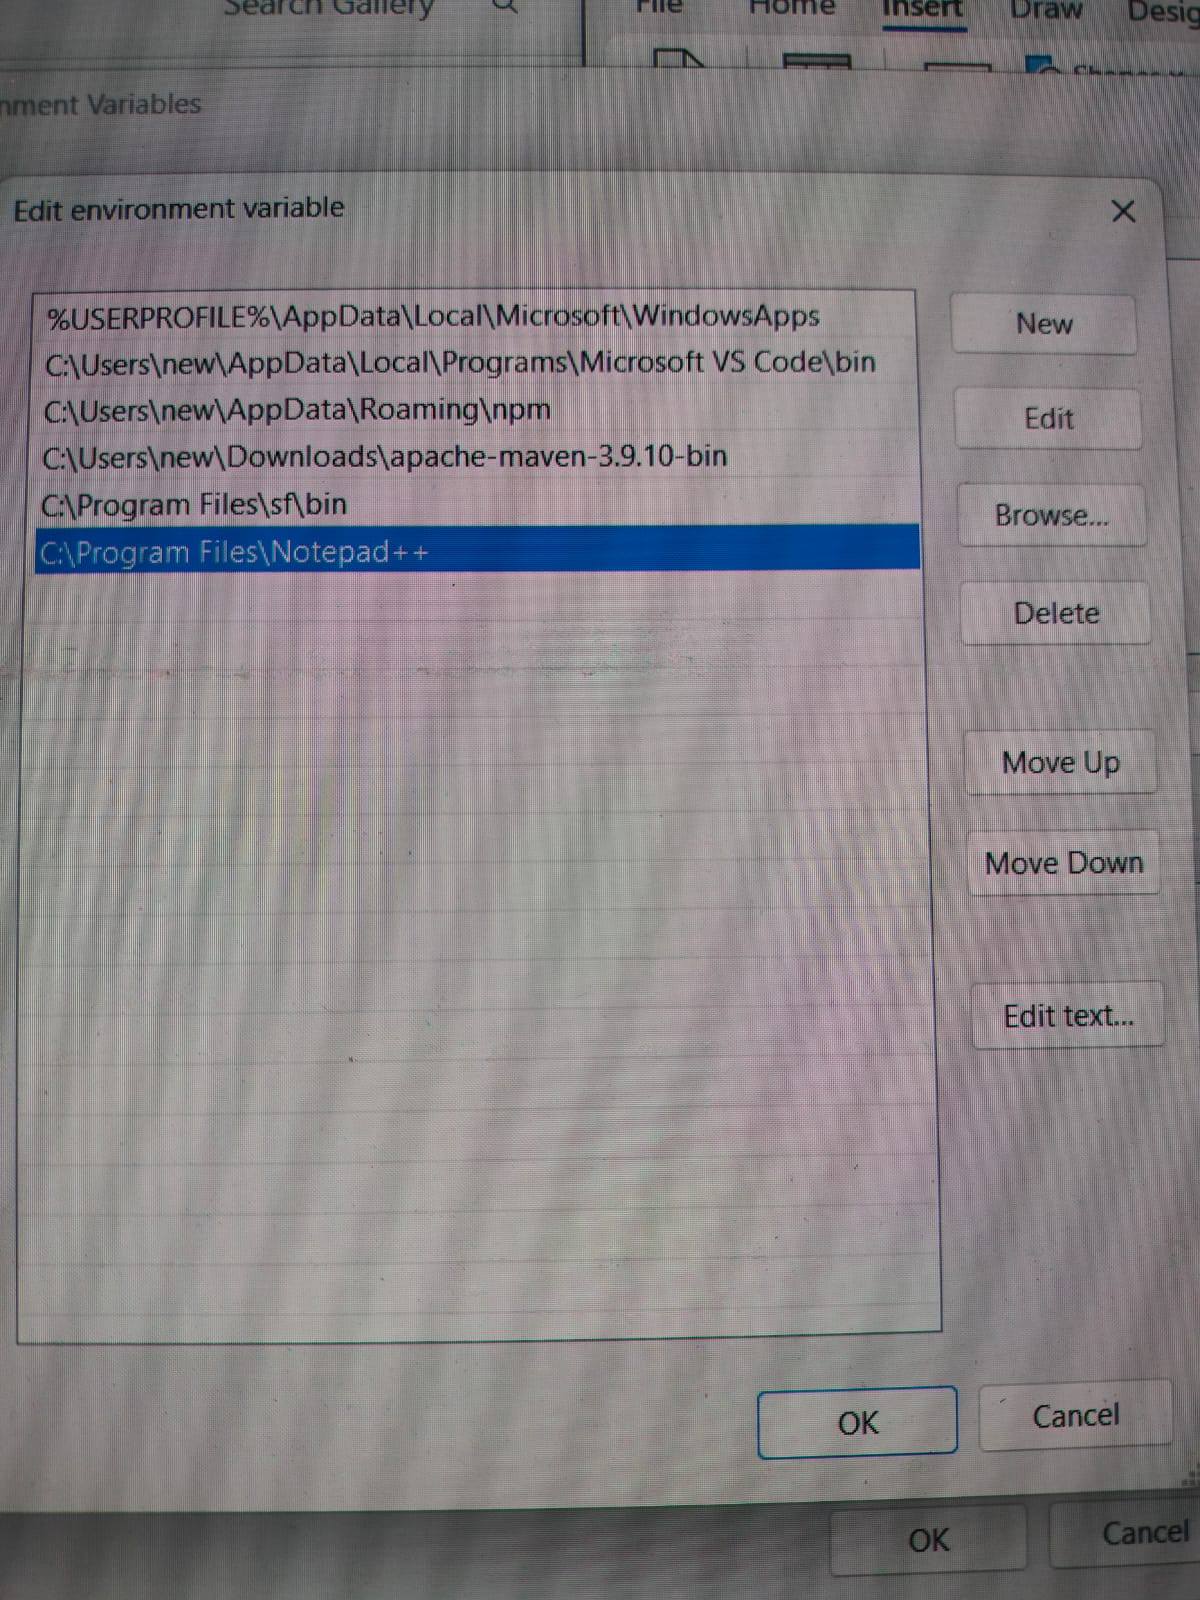 Search Gallery
File Home Insert Draw
nment Variables
Edit environment variable
%USERPROFILE%\AppData\Local\Microsoft\WindowsApps
C:\Users\new\AppData\Local\Programs\Microsoft VS Code\bin
C:\Users\new\AppData\Roaming\npm
C:\Users\new\Downloads\apache-maven-3.9.10-bin
C:\Program Files\sf\bin
C:\Program Files\Notepad++
New
Edit
Browse...
Delete
Move Up
Move Down
Edit text...
OK Cancel
OK Cancel